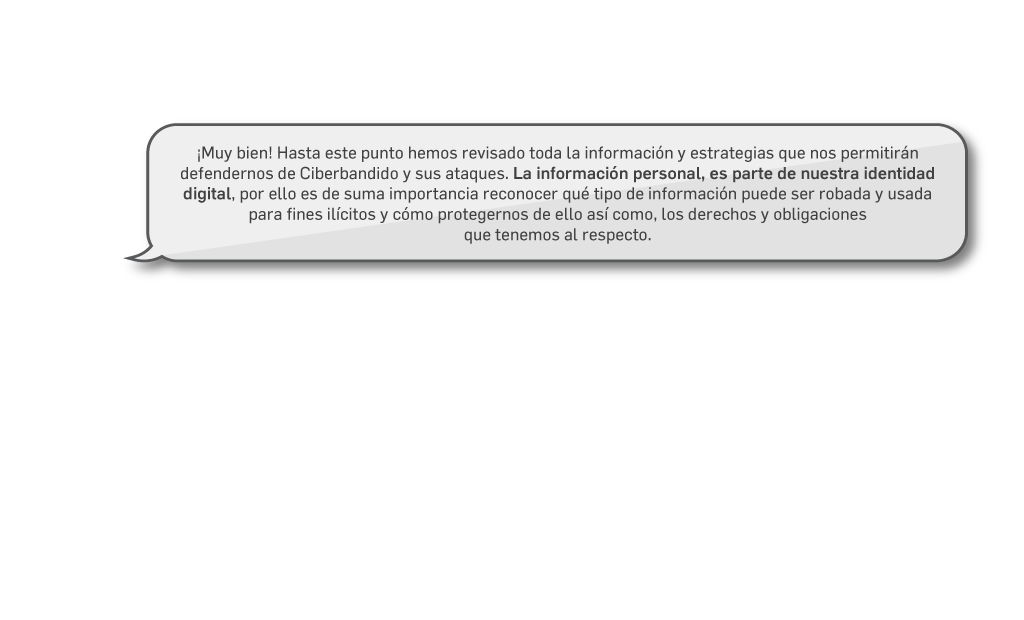 ¡Muy bien! Hasta este punto hemos revisado toda la información y estrategias que nos permitirán
defendernos de Ciberbandido y sus ataques. La información personal, es parte de nuestra identidad
digital, por ello es de suma importancia reconocer qué tipo de información puede ser robada y usada
para fines ilícitos y cómo protegernos de ello así como, los derechos y obligaciones
que tenemos al respecto.